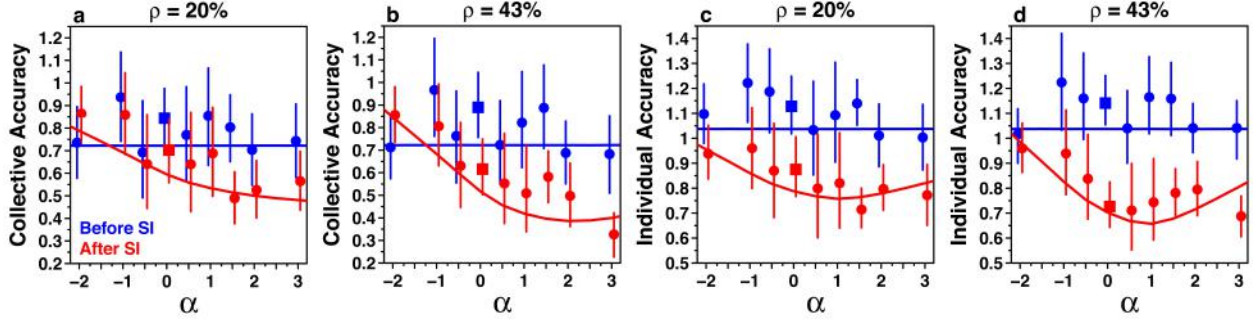 a ρ = 20%
Collective Accuracy
1.2
1.1
1
0.9
0.8
0.7
0.6
0.5
0.4
0.3
0.2
Before SI
After SI
−2 −1 0 1 2 3
α
b ρ = 43%
Collective Accuracy
1.2
1.1
1
0.9
0.8
0.7
0.6
0.5
0.4
0.3
0.2
−2 −1 0 1 2 3
α
c ρ = 20%
Individual Accuracy
1.4
1.3
1.2
1.1
1
0.9
0.8
0.7
0.6
0.5
−2 −1 0 1 2 3
α
d ρ = 43%
Individual Accuracy
1.4
1.3
1.2
1.1
1
0.9
0.8
0.7
0.6
0.5
−2 −1 0 1 2 3
α